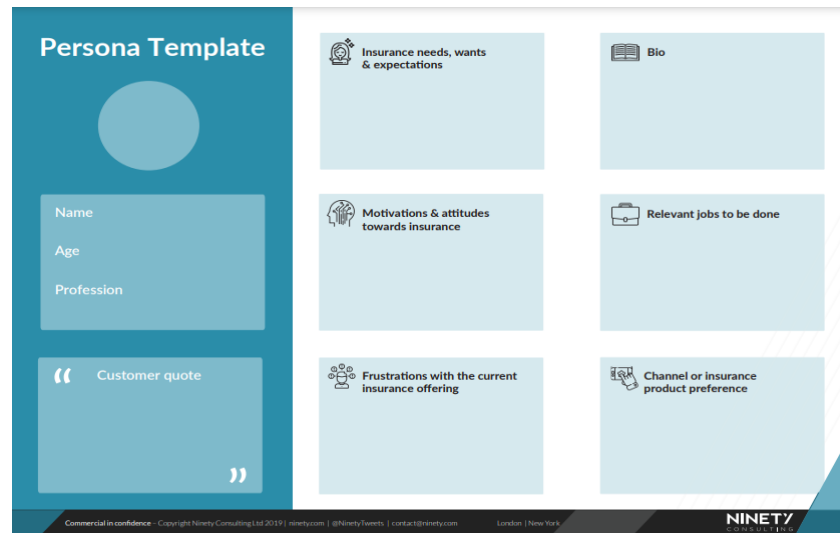 Persona Template
Name
Age
Profession
“
Customer quote
”
Insurance needs, wants
& expectations
Bio
Motivations & attitudes
towards insurance
Relevant jobs to be done
Frustrations with the current
insurance offering
Channel or insurance
product preference
Commercial in confidence – Copyright Ninety Consulting Ltd 2019 | ninety.com | @NinetyTweets | contact@ninety.com London | New York
NINETY
CONSULTING